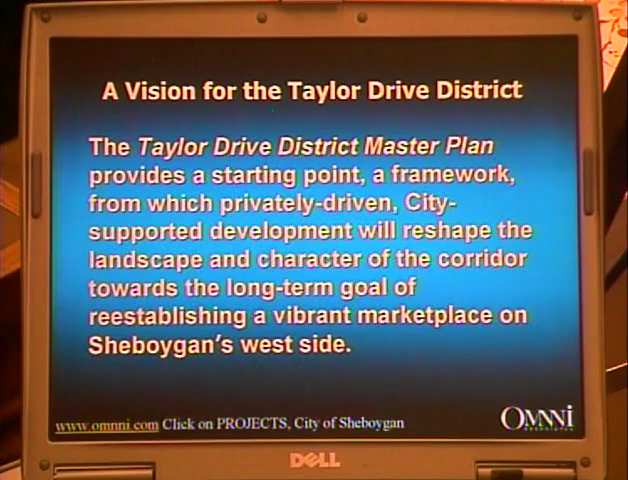 A Vision for the Taylor Drive District
The Taylor Drive District Master Plan
provides a starting point, a framework,
from which privately-driven, City-
supported development will reshape the
landscape and character of the corridor
towards the long-term goal of
reestablishing a vibrant marketplace on
Sheboygan's west side.
www.omnni.com Click on PROJECTS, City of Sheboygan
OMNNI
ASSOCIATES
DELL